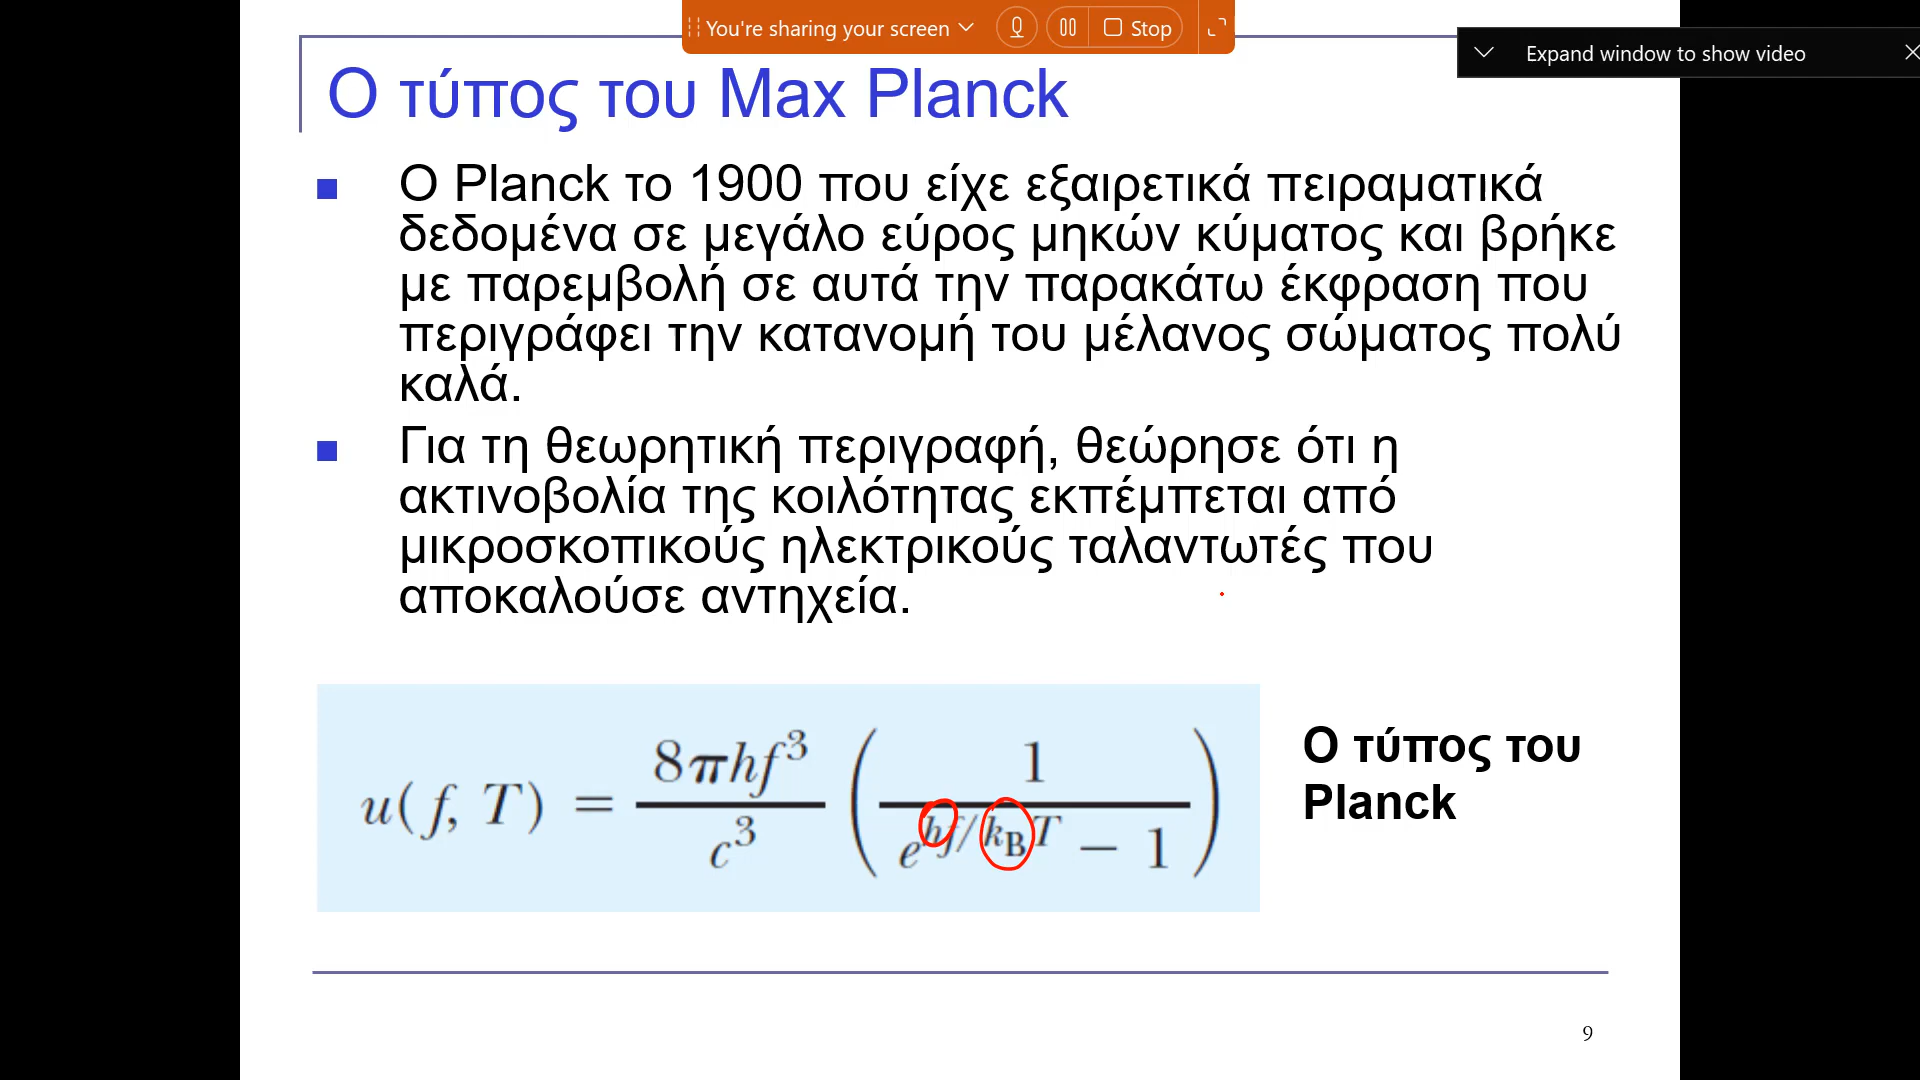 You're sharing your screen
Stop
Expand window to show video
Ο τύπος του Max Planck
Ο Planck το 1900 που είχε εξαιρετικά πειραματικά
δεδομένα σε μεγάλο εύρος μηκών κύματος και βρήκε
με παρεμβολή σε αυτά την παρακάτω έκφραση που
περιγράφει την κατανομή του μέλανος σώματος πολύ
καλά.
Για τη θεωρητική περιγραφή, θεώρησε ότι η
ακτινοβολία της κοιλότητας εκπέμπεται από
μικροσκοπικούς ηλεκτρικούς ταλαντωτές που
αποκαλούσε αντηχεία.
u(f, T) = 8πhf³/c³ (1/(e^{hf/k_BT} − 1))
Ο τύπος του
Planck
9